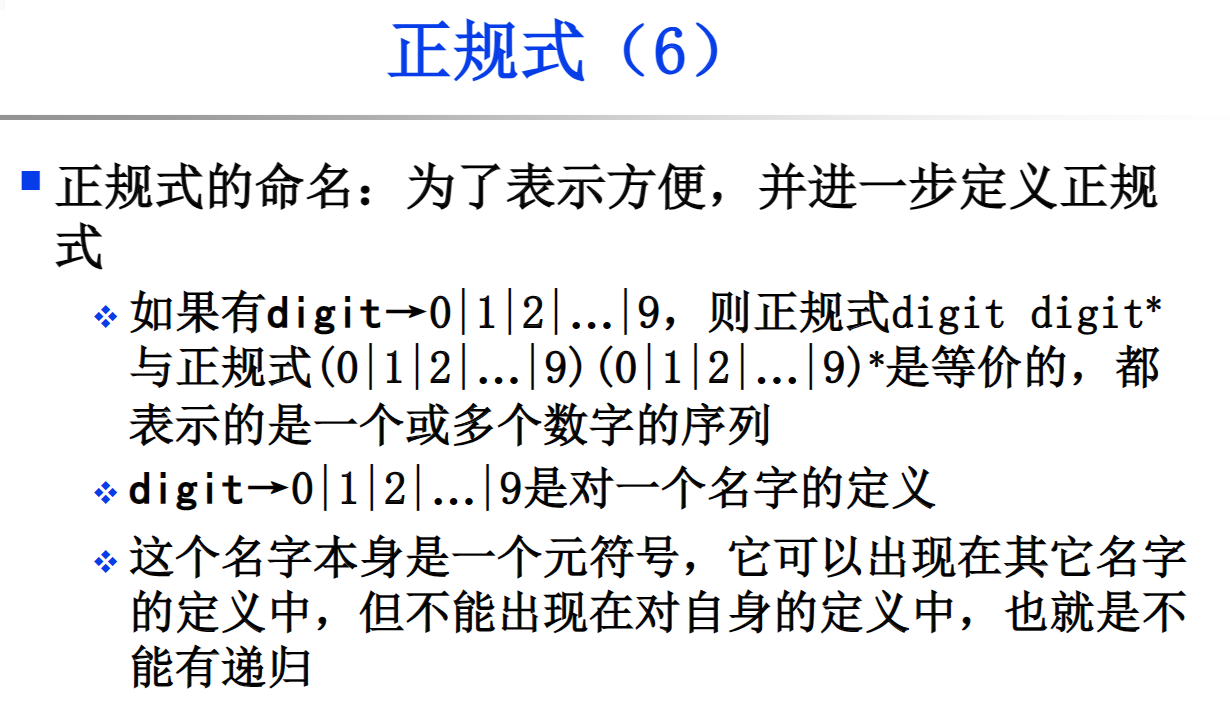 正规式（6）
正规式的命名：为了表示方便，并进一步定义正规
式
如果有digit→0|1|2|…|9，则正规式digit digit*
与正规式(0|1|2|…|9)(0|1|2|…|9)*是等价的，都
表示的是一个或多个数字的序列
digit→0|1|2|…|9是对一个名字的定义
这个名字本身是一个元符号，它可以出现在其它名字
的定义中，但不能出现在对自身的定义中，也就是不
能有递归